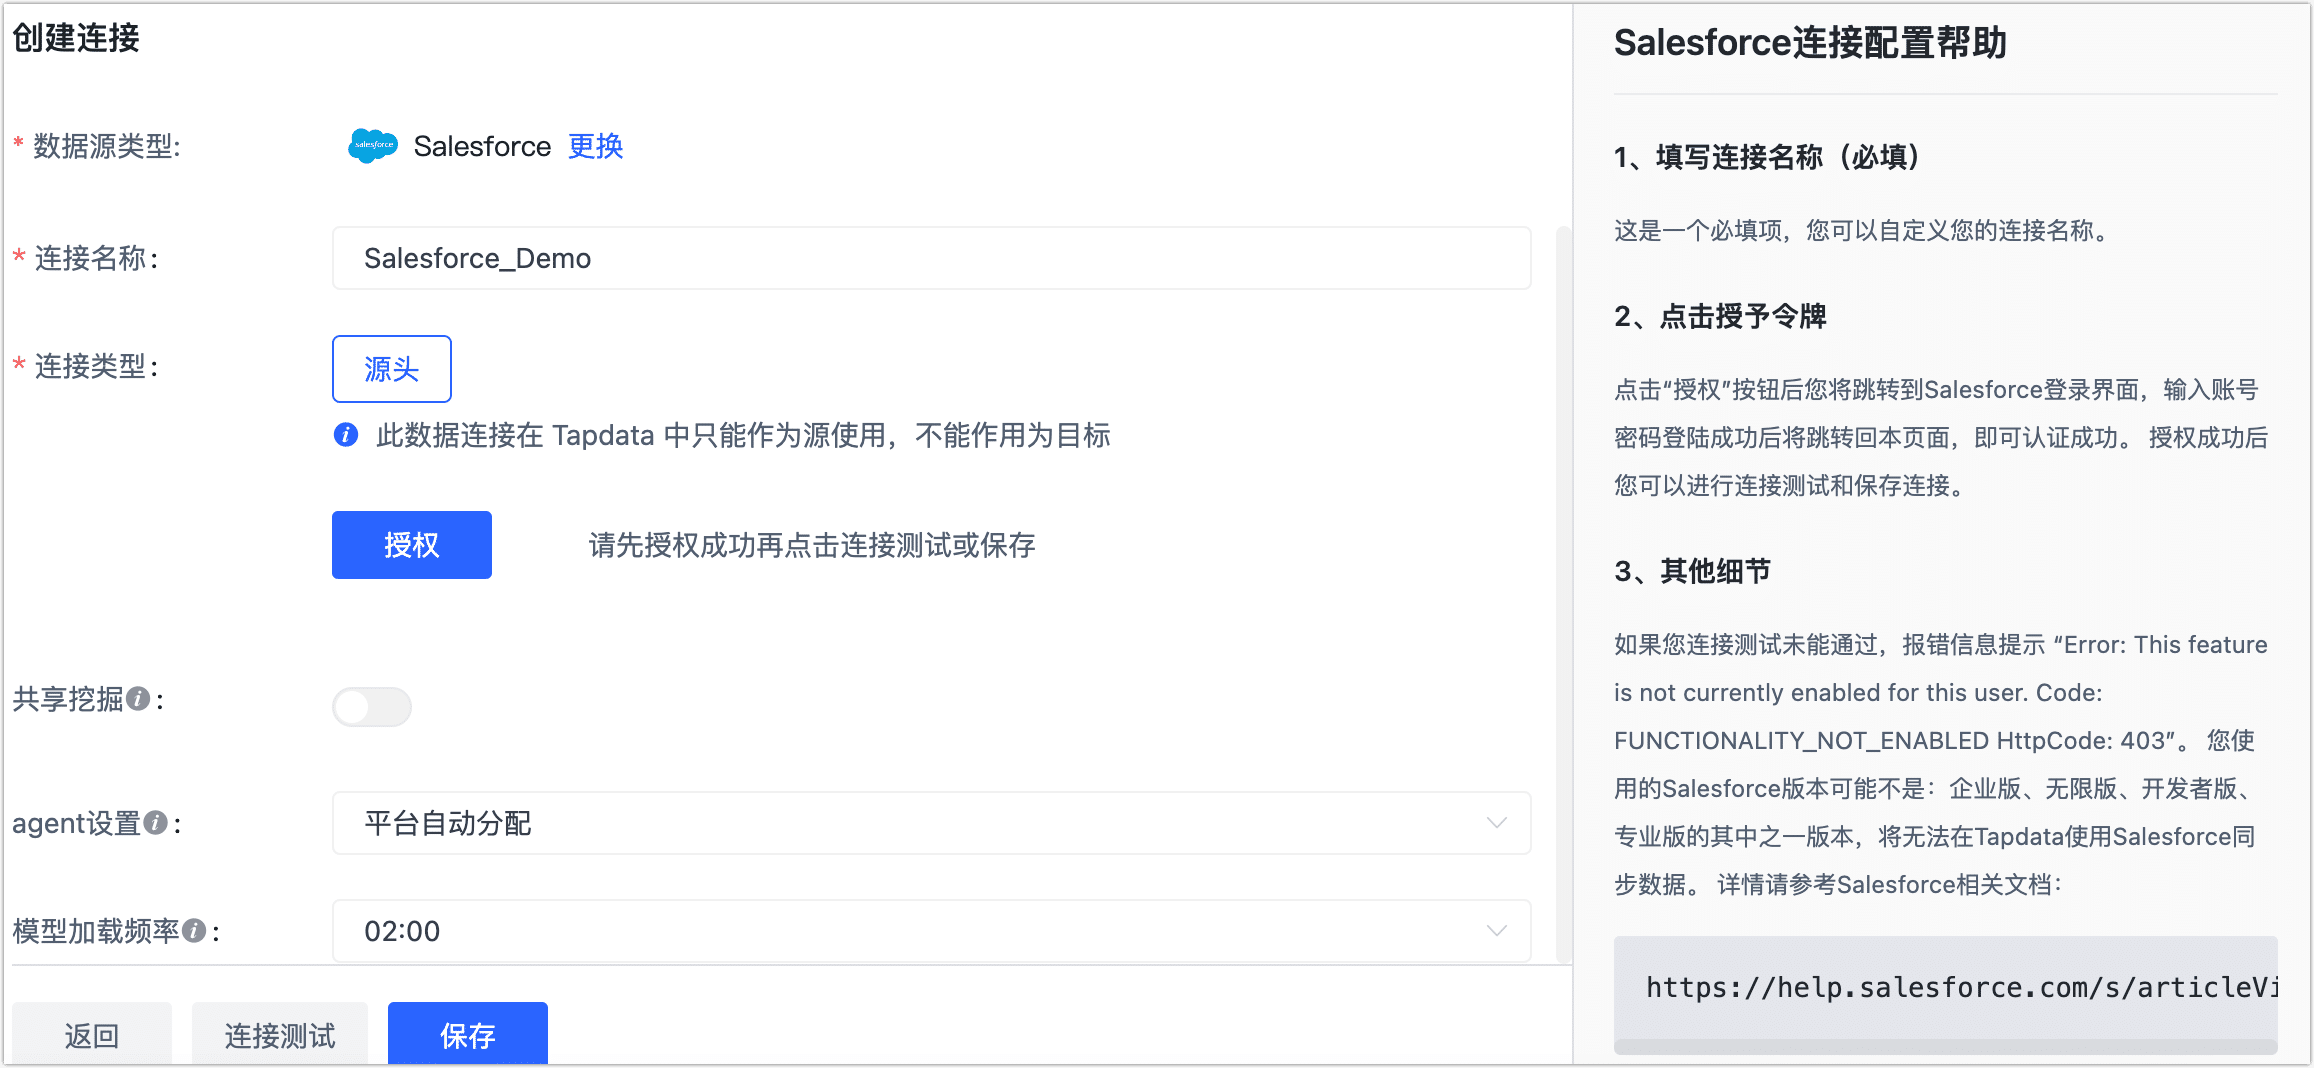 创建连接
* 数据源类型:
salesforce
Salesforce 更换
* 连接名称:
Salesforce_Demo
* 连接类型:
源头
i 此数据连接在 Tapdata 中只能作为源使用，不能作用为目标
授权
请先授权成功再点击连接测试或保存
共享挖掘 i :
agent设置 i :
平台自动分配
模型加载频率 i :
02:00
返回
连接测试
保存
Salesforce连接配置帮助
1、填写连接名称（必填）
这是一个必填项，您可以自定义您的连接名称。
2、点击授予令牌
点击“授权”按钮后您将跳转到Salesforce登录界面，输入账号
密码登陆成功后将跳转回本页面，即可认证成功。 授权成功后
您可以进行连接测试和保存连接。
3、其他细节
如果您连接测试未能通过，报错信息提示 “Error: This feature
is not currently enabled for this user. Code:
FUNCTIONALITY_NOT_ENABLED HttpCode: 403”。 您使
用的Salesforce版本可能不是：企业版、无限版、开发者版、
专业版的其中之一版本，将无法在Tapdata使用Salesforce同
步数据。 详情请参考Salesforce相关文档：
https://help.salesforce.com/s/articleVi